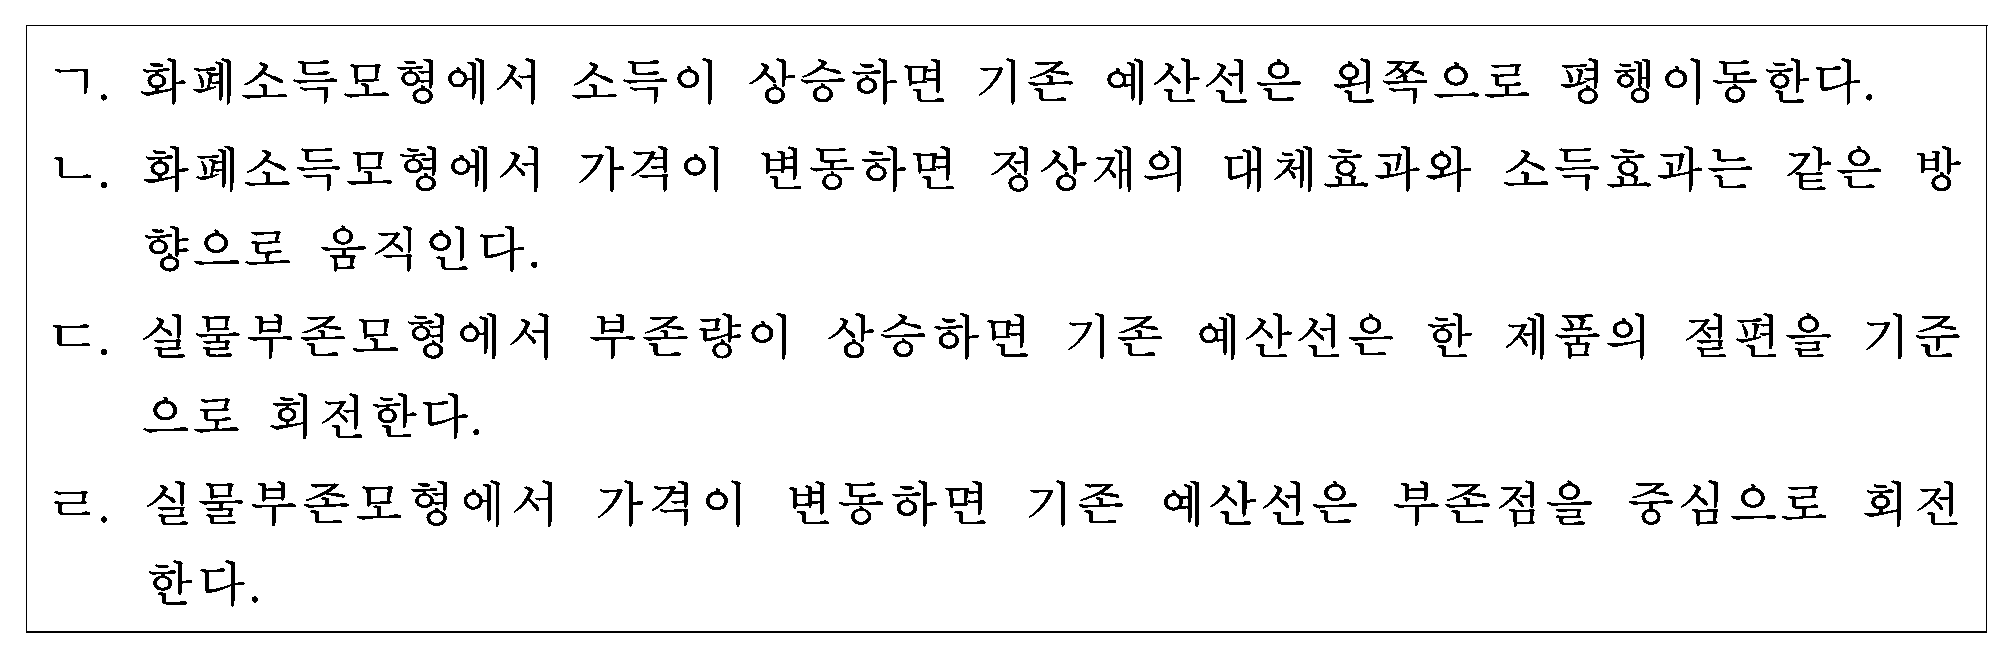 ㄱ. 화폐소득모형에서 소득이 상승하면 기존 예산선은 왼쪽으로 평행이동한다.
ㄴ. 화폐소득모형에서 가격이 변동하면 정상재의 대체효과와 소득효과는 같은 방
향으로 움직인다.
ㄷ. 실물부존모형에서 부존량이 상승하면 기존 예산선은 한 제품의 절편을 기준
으로 회전한다.
ㄹ. 실물부존모형에서 가격이 변동하면 기존 예산선은 부존점을 중심으로 회전
한다.